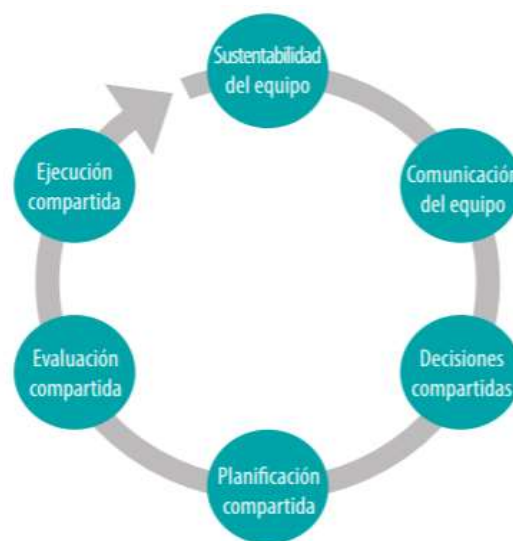 Sustentabilidad
del equipo
Comunicación
del equipo
Decisiones
compartidas
Planificación
compartida
Evaluación
compartida
Ejecución
compartida